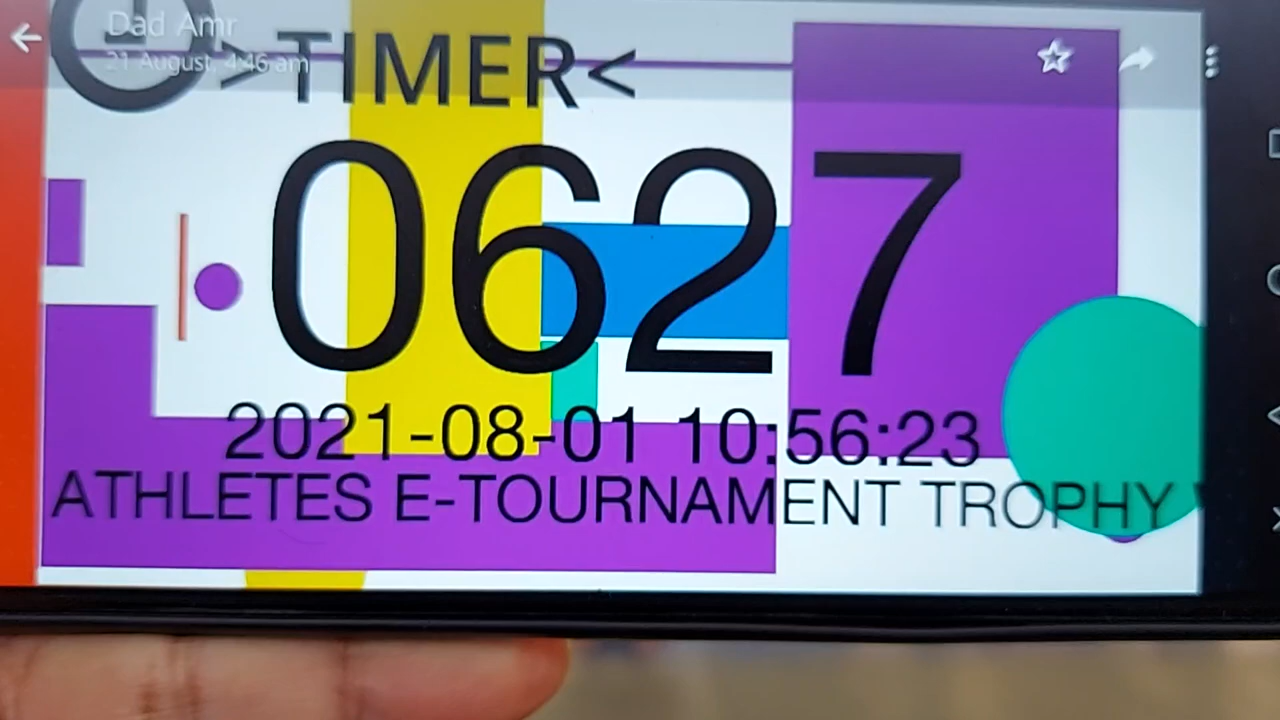 Dad Amr
21 August, 4:46 am
>TIMER<
0627
2021-08-01 10:56:23
ATHLETES E-TOURNAMENT TROPHY